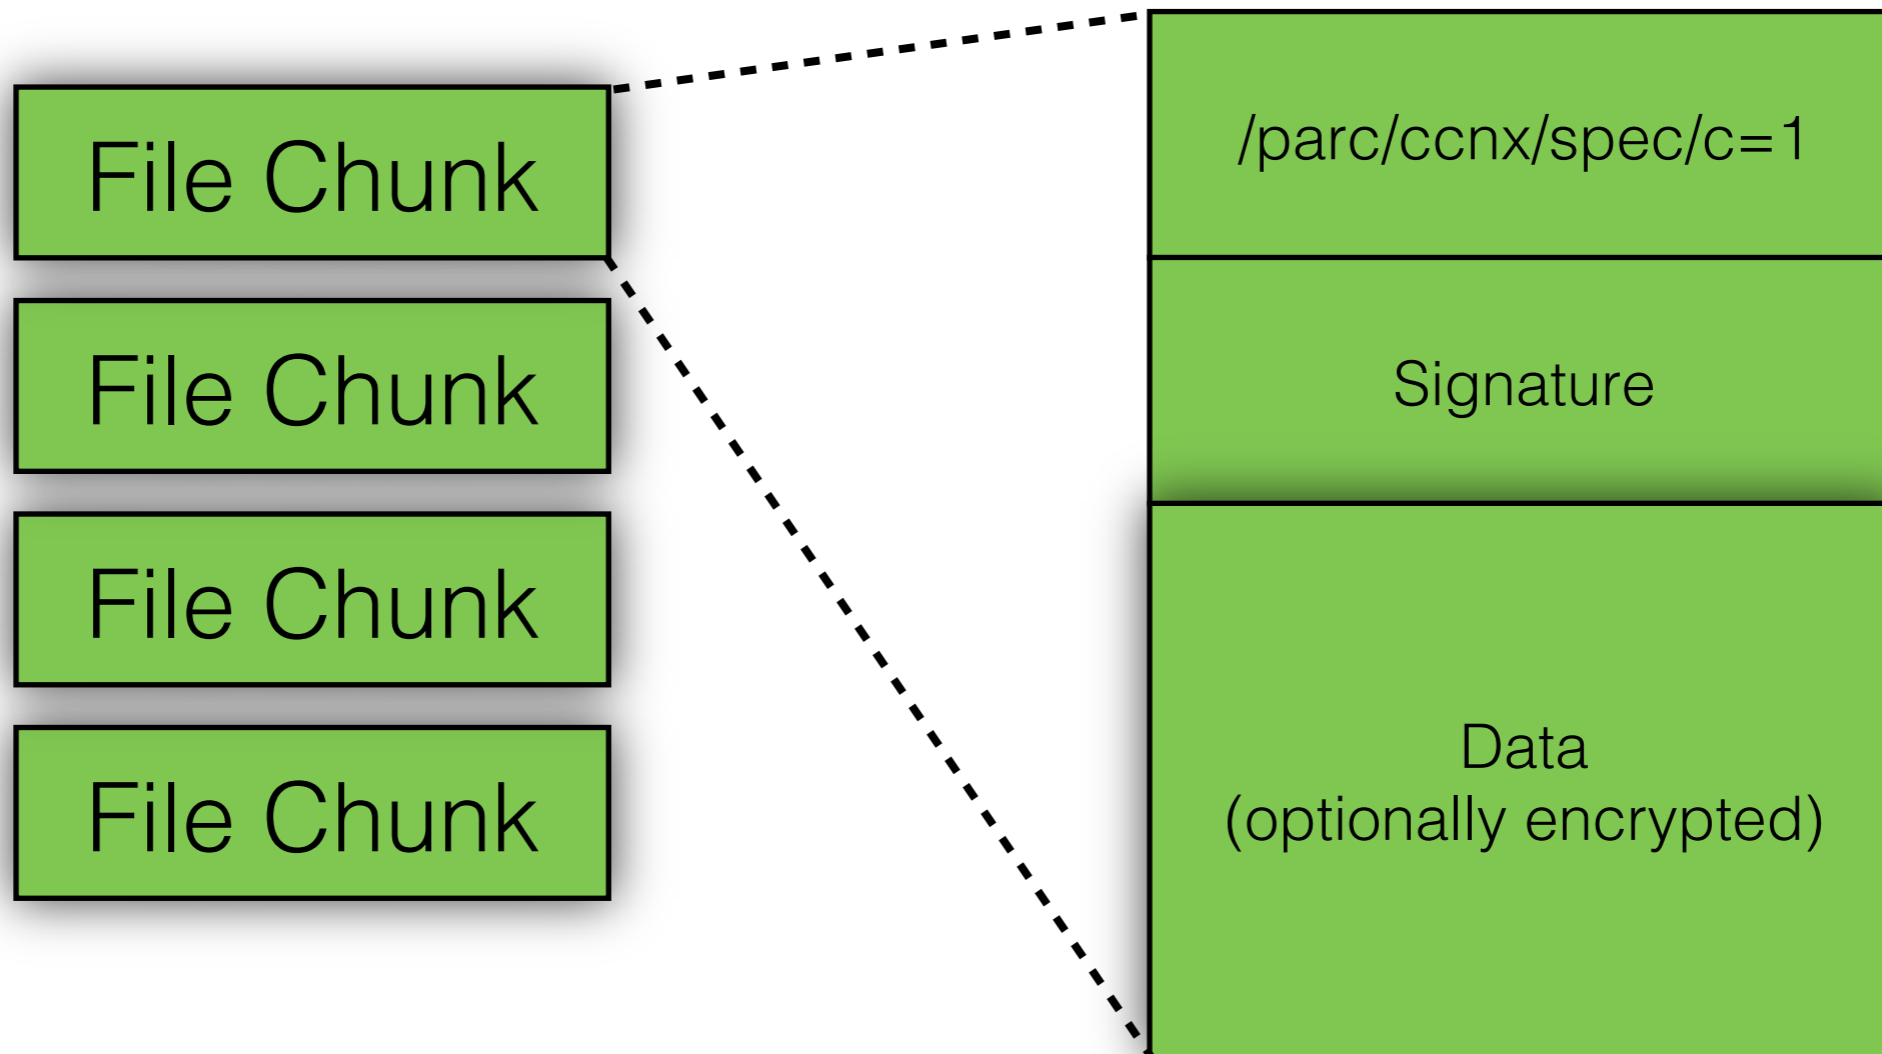 File Chunk
File Chunk
File Chunk
File Chunk
/parc/ccnx/spec/c=1
Signature
Data
(optionally encrypted)